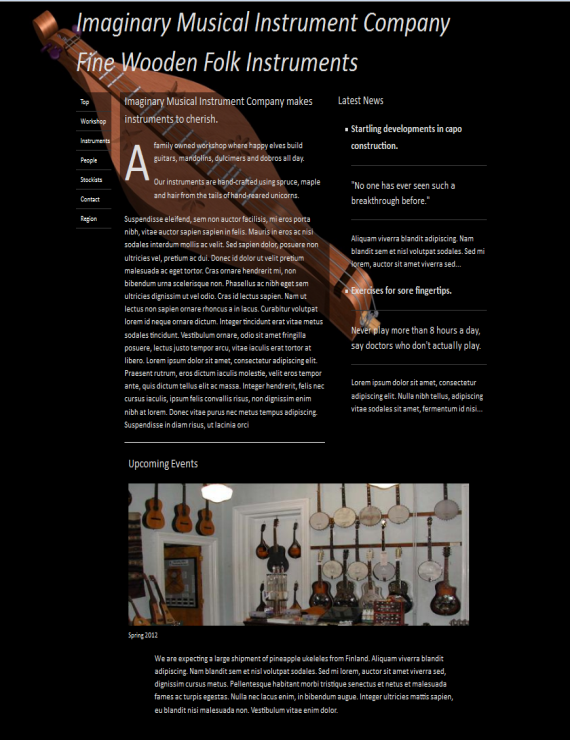 Imaginary Musical Instrument Company
Fine Wooden Folk Instruments
Top
Workshop
Instruments
People
Stockists
Contact
Region
Imaginary Musical Instrument Company makes
instruments to cherish.
A family owned workshop where happy elves build
guitars, mandolins, dulcimers and dobros all day.
Our instruments are hand-crafted using spruce, maple
and hair from the tails of hand-reared unicorns.
Suspendisse eleifend, sem non auctor facilisis, mi eros porta
nibh, vitae auctor sapien sapien in felis. Mauris in eros ac nisi
sodales interdum mollis ac velit. Sed sapien dolor, posuere non
ultricies vel, pretium ac dui. Donec id dolor ut velit pretium
malesuada ac eget tortor. Cras ornare hendrerit mi, non
bibendum urna scelerisque non. Phasellus ac nibh eget sem
ultricies dignissim ut vel odio. Cras id lectus sapien. Nam ut
lectus non sapien ornare rhoncus a in lacus. Curabitur volutpat
lorem id neque ornare dictum. Integer tincidunt erat vitae metus
sodales tincidunt. Vestibulum ornare, odio sit amet fringilla
posuere, lectus justo tempor arcu, vitae iaculis erat tortor at
libero. Lorem ipsum dolor sit amet, consectetur adipiscing elit.
Praesent rutrum, eros dictum iaculis molestie, velit eros tempor
ante, quis dictum tellus elit ac massa. Integer hendrerit, felis nec
cursus iaculis, ipsum felis convallis risus, non dignissim enim
nibh at lorem. Donec vitae purus nec metus tempus adipiscing.
Suspendisse in diam risus, ut lacinia orci
Latest News
Startling developments in capo
construction.
"No one has ever seen such a
breakthrough before."
Aliquam viverra blandit adipiscing. Nam
blandit sem et nisl volutpat sodales. Sed mi
lorem, auctor sit amet viverra sed...
Exercises for sore fingertips.
Never play more than 8 hours a day,
say doctors who don't actually play.
Lorem ipsum dolor sit amet, consectetur
adipiscing elit. Nulla nibh tellus, adipiscing
vitae sodales sit amet, fermentum id nisi...
Upcoming Events
Spring 2012
We are expecting a large shipment of pineapple ukeleles from Finland. Aliquam viverra blandit
adipiscing. Nam blandit sem et nisl volutpat sodales. Sed mi lorem, auctor sit amet viverra sed,
dignissim cursus metus. Pellentesque habitant morbi tristique senectus et netus et malesuada
fames ac turpis egestas. Nulla nec lacus enim, in bibendum augue. Integer ultricies mattis sapien,
eu bland nisi malesuada non. Vestibulum vitae enim dolor.